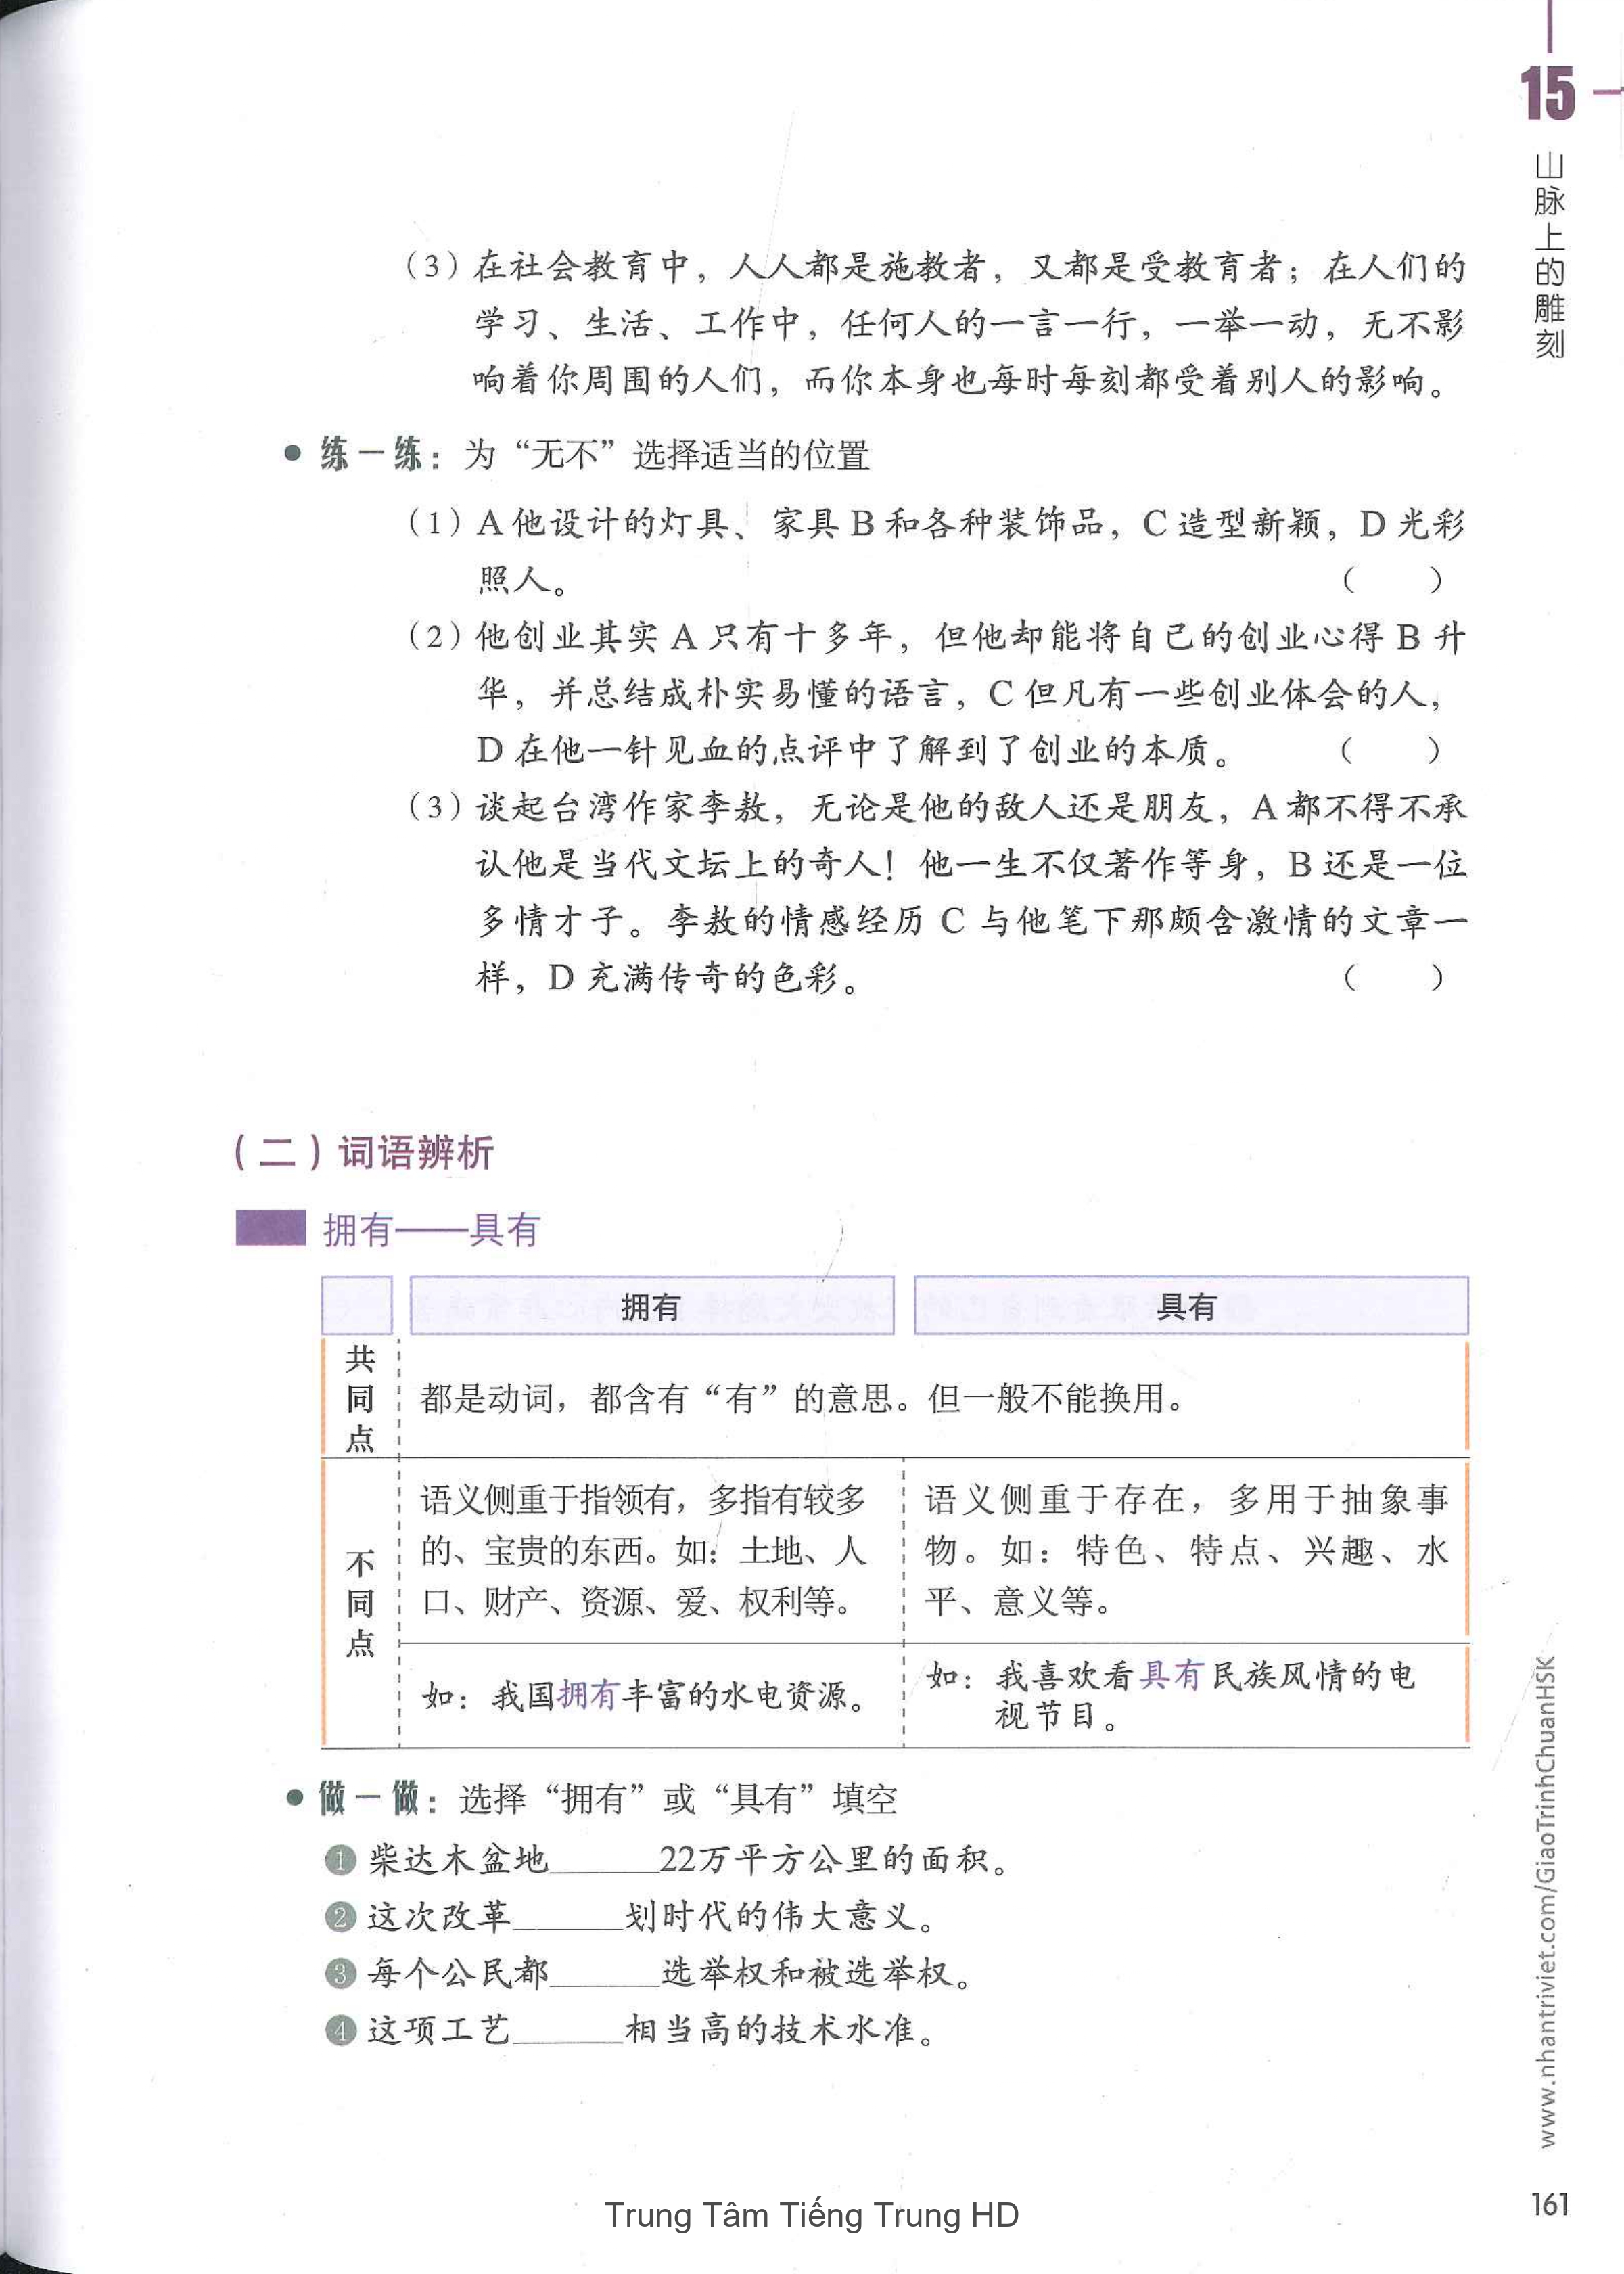 15
山脉上的雕刻
（3）在社会教育中，人人都是施教者，又都是受教育者；在人们的
学习、生活、工作中，任何人的一言一行，一举一动，无不影
响着你周围的人们，而你本身也每时每刻都受着别人的影响。
● 练一练：为“无不”选择适当的位置
（1）A 他设计的灯具、家具 B 和各种装饰品，C 造型新颖，D 光彩
照人。（ ）
（2）他创业其实 A 只有十多年，但他却能将自己的创业心得 B 升
华，并总结成朴实易懂的语言，C 但凡有一些创业体会的人，
D 在他一针见血的点评中了解到了创业的本质。（ ）
（3）谈起台湾作家李敖，无论是他的敌人还是朋友，A 都不得不承
认他是当代文坛上的奇人！他一生不仅著作等身，B 还是一位
多情才子。李敖的情感经历 C 与他笔下那颇含激情的文章一
样，D 充满传奇的色彩。（ ）
（二）词语辨析
拥有——具有
拥有 具有
共同点
都是动词，都含有“有”的意思。但一般不能换用。
不同点
语义侧重于指领有，多指有较多
的、宝贵的东西。如：土地、人
口、财产、资源、爱、权利等。
语义侧重于存在，多用于抽象事
物。如：特色、特点、兴趣、水
平、意义等。
如：我国拥有丰富的水电资源。
如：我喜欢看具有民族风情的电
视节目。
● 做一做：选择“拥有”或“具有”填空
❶ 柴达木盆地______22万平方公里的面积。
❷ 这次改革______划时代的伟大意义。
❸ 每个公民都______选举权和被选举权。
❹ 这项工艺______相当高的技术水准。
www.nhantriviet.com/GiaoTrinhChuanHSK
161
Trung Tâm Tiếng Trung HD